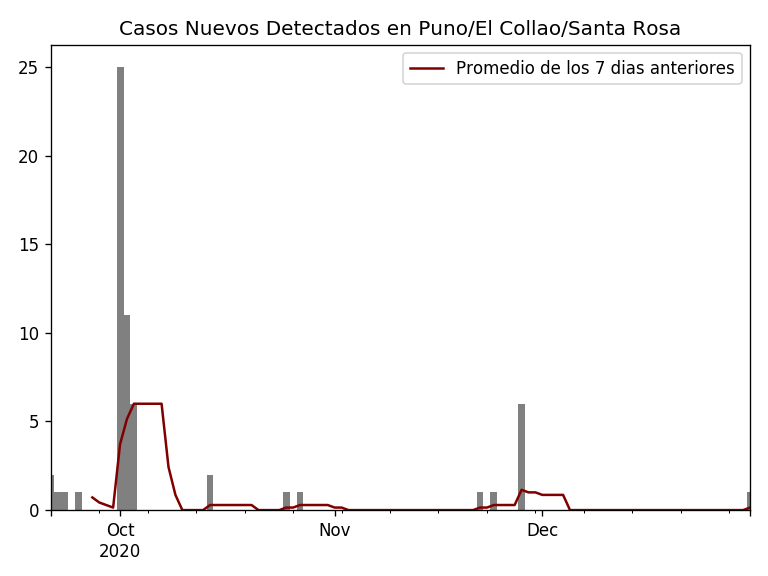 Casos Nuevos Detectados en Puno/El Collao/Santa Rosa
Promedio de los 7 dias anteriores
25
20
15
10
5
0
Oct
2020
Nov
Dec